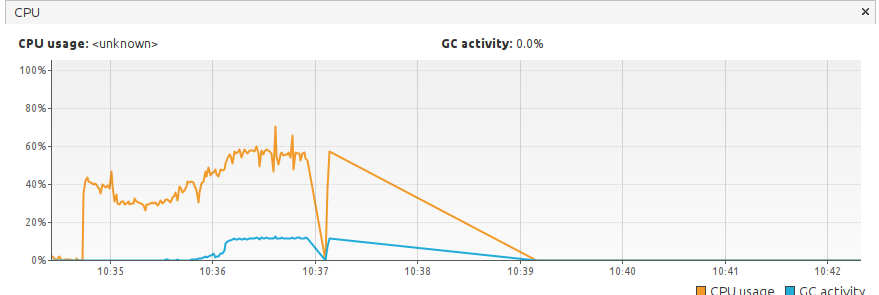 CPU ×
CPU usage: <unknown> GC activity: 0.0%
100%
80%
60%
40%
20%
0%
10:35 10:36 10:37 10:38 10:39 10:40 10:41 10:42
CPU usage GC activity